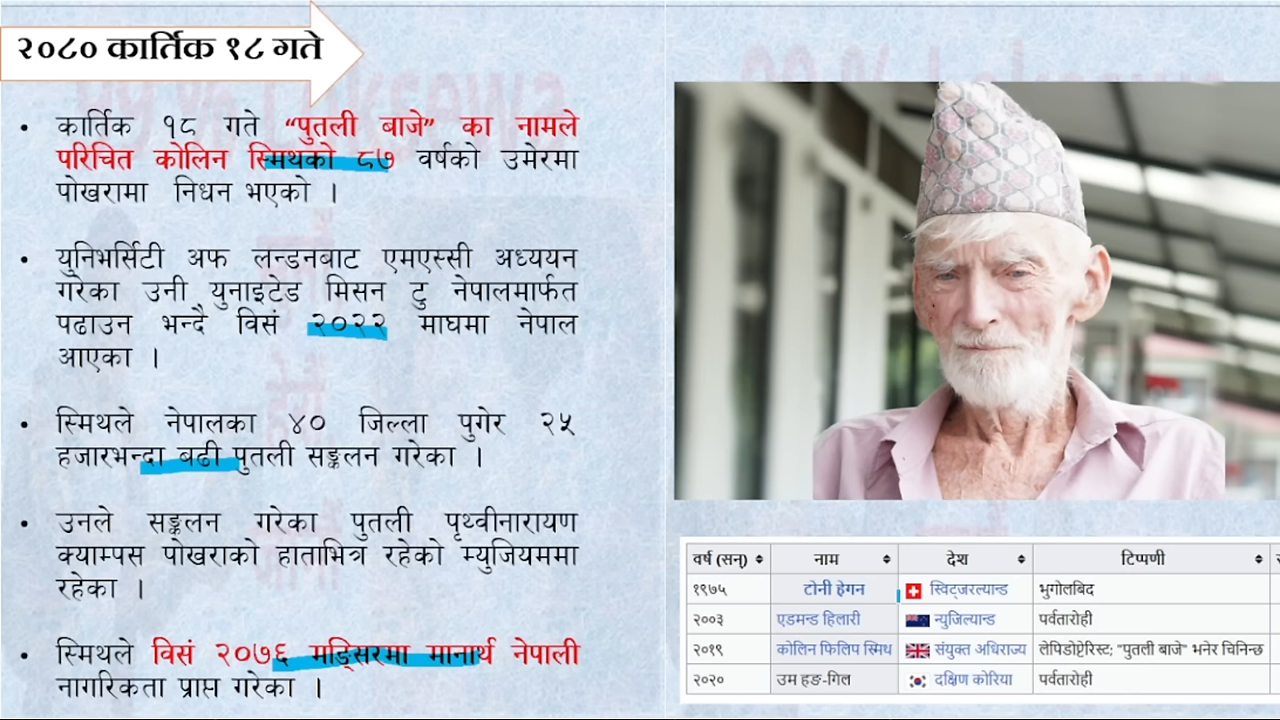 २०८० कार्तिक १८ गते
• कार्तिक १८ गते “पुतली बाजे” का नामले
परिचित कोलिन स्मिथको ८७ वर्षको उमेरमा
पोखरामा निधन भएको ।
• युनिभर्सिटी अफ लन्डनबाट एमएस्सी अध्ययन
गरेका उनी युनाइटेड मिसन टु नेपालमार्फत
पढाउन भन्दै विसं २०२२ माघमा नेपाल
आएका ।
• स्मिथले नेपालका ४० जिल्ला पुगेर २५
हजारभन्दा बढी पुतली सङ्कलन गरेका ।
• उनले सङ्कलन गरेका पुतली पृथ्वीनारायण
क्याम्पस पोखराको हाताभित्र रहेको म्युजियममा
रहेका ।
• स्मिथले विसं २०७६ मङ्सिरमा मानार्थ नेपाली
नागरिकता प्राप्त गरेका ।
वर्ष (सन्) नाम देश टिप्पणी
१९७५ टोनी हेगन स्विट्जरल्यान्ड भुगोलबिद
२००३ एडमन्ड हिलारी न्युजिल्यान्ड पर्वतारोही
२०१९ कोलिन फिलिप स्मिथ संयुक्त अधिराज्य लेपिडोप्टेरिस्ट; "पुतली बाजे" भनेर चिनिन्छ
२०२० उम हङ-गिल दक्षिण कोरिया पर्वतारोही